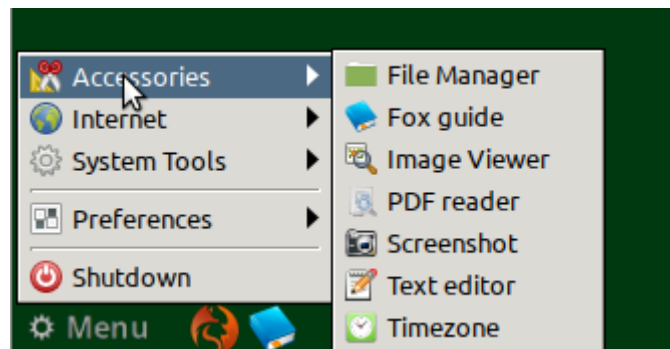 Accessories
Internet
System Tools
Preferences
Shutdown
Menu
File Manager
Fox guide
Image Viewer
PDF reader
Screenshot
Text editor
Timezone